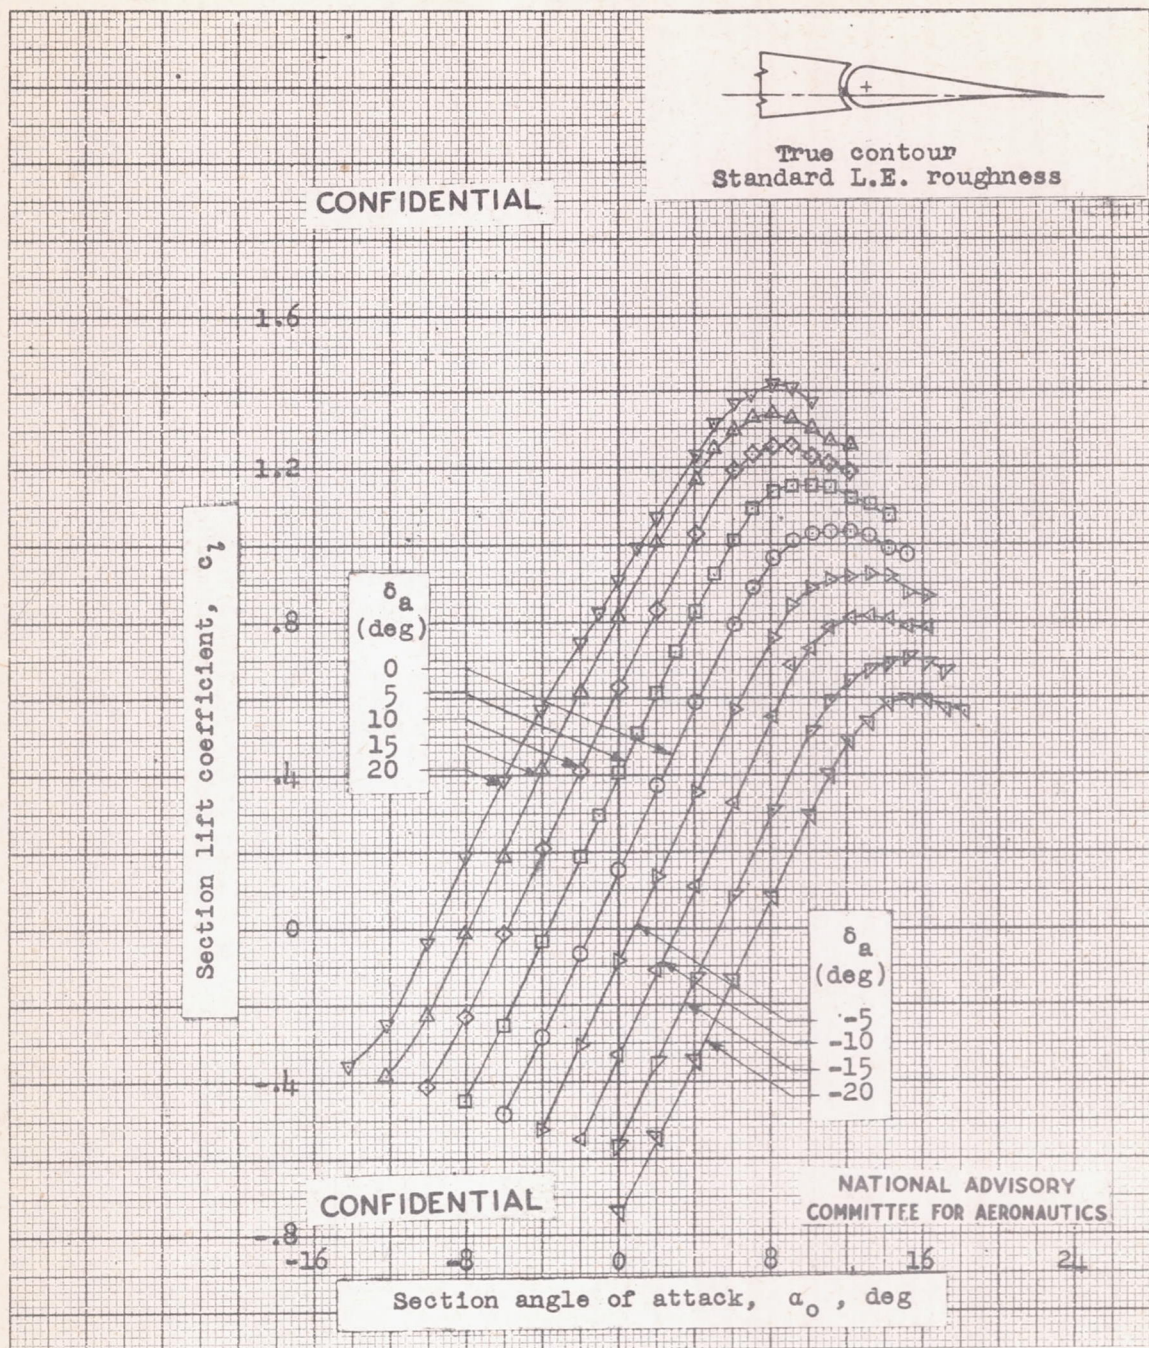 True contour
Standard L.E. roughness
CONFIDENTIAL
1.6
1.2
.8
.4
0
-.4
-.8
Section lift coefficient, cl
δa
(deg)
0
5
10
15
20
δa
(deg)
-5
-10
-15
-20
CONFIDENTIAL
NATIONAL ADVISORY
COMMITTEE FOR AERONAUTICS
-16 -8 0 8 16 24
Section angle of attack, αo, deg